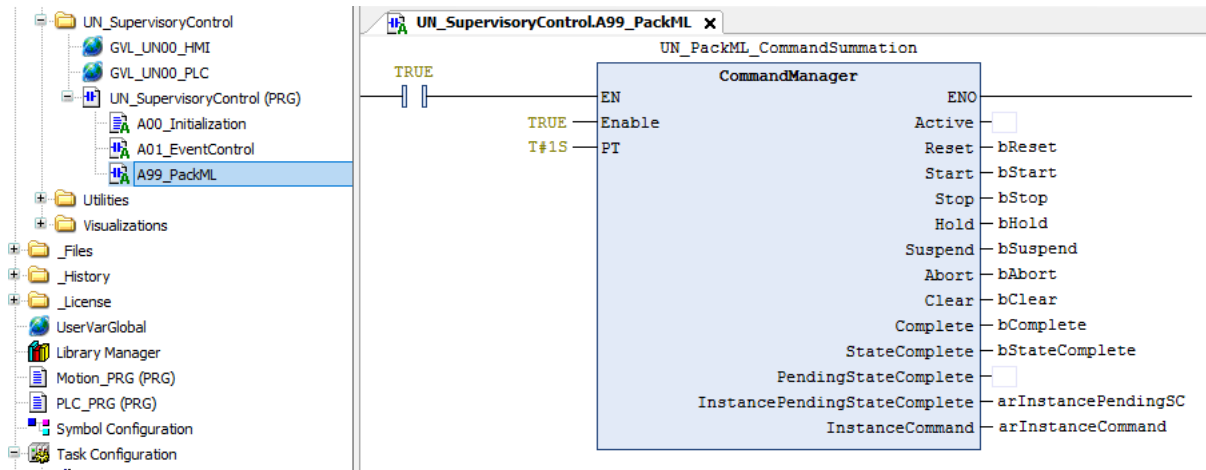 UN_SupervisoryControl
GVL_UN00_HMI
GVL_UN00_PLC
UN_SupervisoryControl (PRG)
A00_Initialization
A01_EventControl
A99_PackML
Utilities
Visualizations
_Files
_History
_License
UserVarGlobal
Library Manager
Motion_PRG (PRG)
PLC_PRG (PRG)
Symbol Configuration
Task Configuration
UN_SupervisoryControl.A99_PackML X
UN_PackML_CommandSummation
TRUE
CommandManager
EN ENO
TRUE Enable Active
T#1S PT Reset bReset
Start bStart
Stop bStop
Hold bHold
Suspend bSuspend
Abort bAbort
Clear bClear
Complete bComplete
StateComplete bStateComplete
PendingStateComplete
InstancePendingStateComplete arInstancePendingSC
InstanceCommand arInstanceCommand